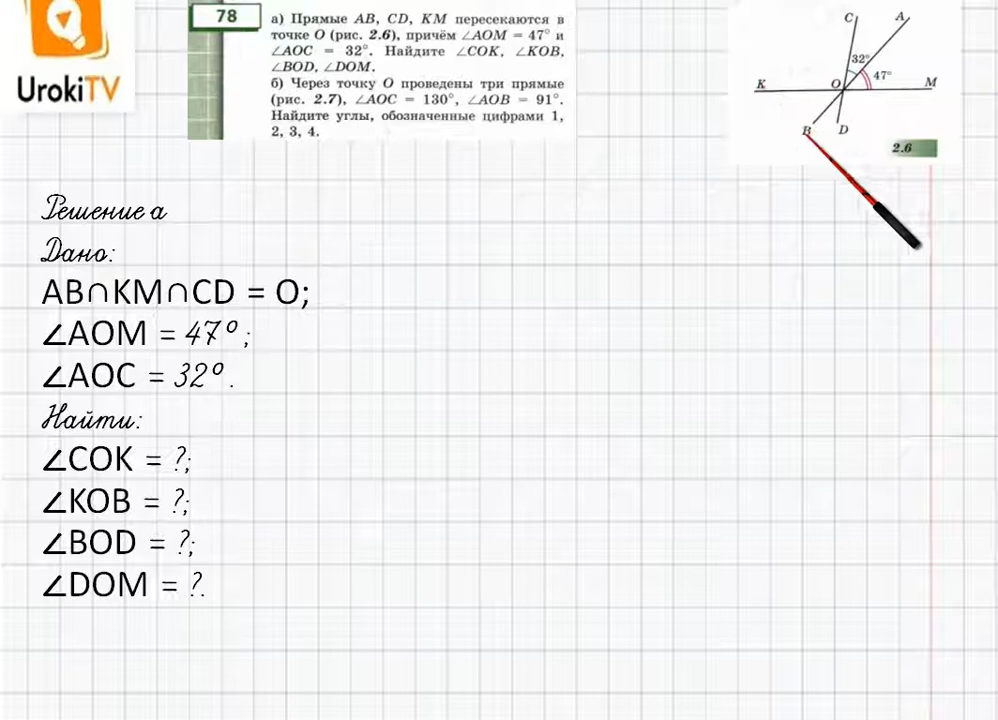 UrokiTV
78
а) Прямые AB, CD, KM пересекаются в
точке O (рис. 2.6), причём ∠AOM = 47° и
∠AOC = 32°. Найдите ∠COK, ∠KOB,
∠BOD, ∠DOM.
б) Через точку O проведены три прямые
(рис. 2.7), ∠AOC = 130°, ∠AOB = 91°.
Найдите углы, обозначенные цифрами 1,
2, 3, 4.
C A
32°
47°
K O M
B D
2.6
Решение а
Дано:
AB∩KM∩CD = O;
∠AOM = 47°;
∠AOC = 32°.
Найти:
∠COK = ?;
∠KOB = ?;
∠BOD = ?;
∠DOM = ?.